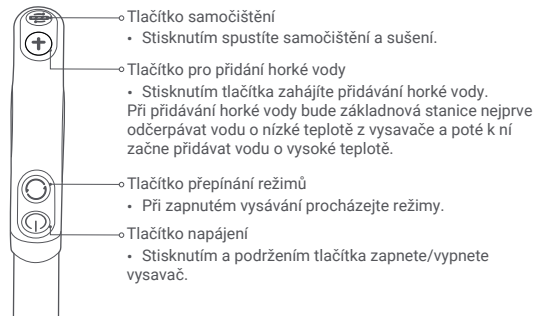 Tlačítko samočištění
• Stisknutím spustíte samočištění a sušení.
Tlačítko pro přidání horké vody
• Stisknutím tlačítka zahájíte přidávání horké vody.
Při přidávání horké vody bude základnová stanice nejprve
odčerpávat vodu o nízké teplotě z vysavače a poté k ní
začne přidávat vodu o vysoké teplotě.
Tlačítko přepínání režimů
• Při zapnutém vysávání procházejte režimy.
Tlačítko napájení
• Stisknutím a podržením tlačítka zapnete/vypnete
vysavač.